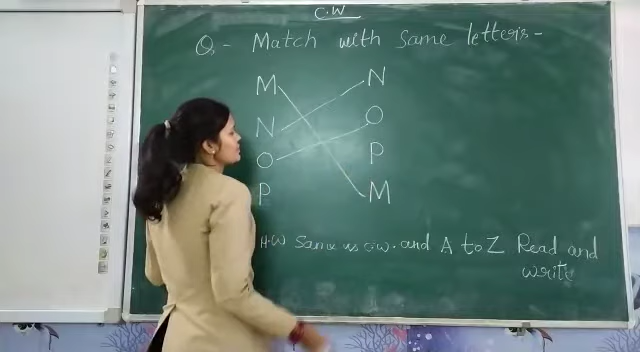 C.W
Q - Match with Same letters -
M N
N O
O P
P M
H.W Same as C.W. and A to Z Read and
write